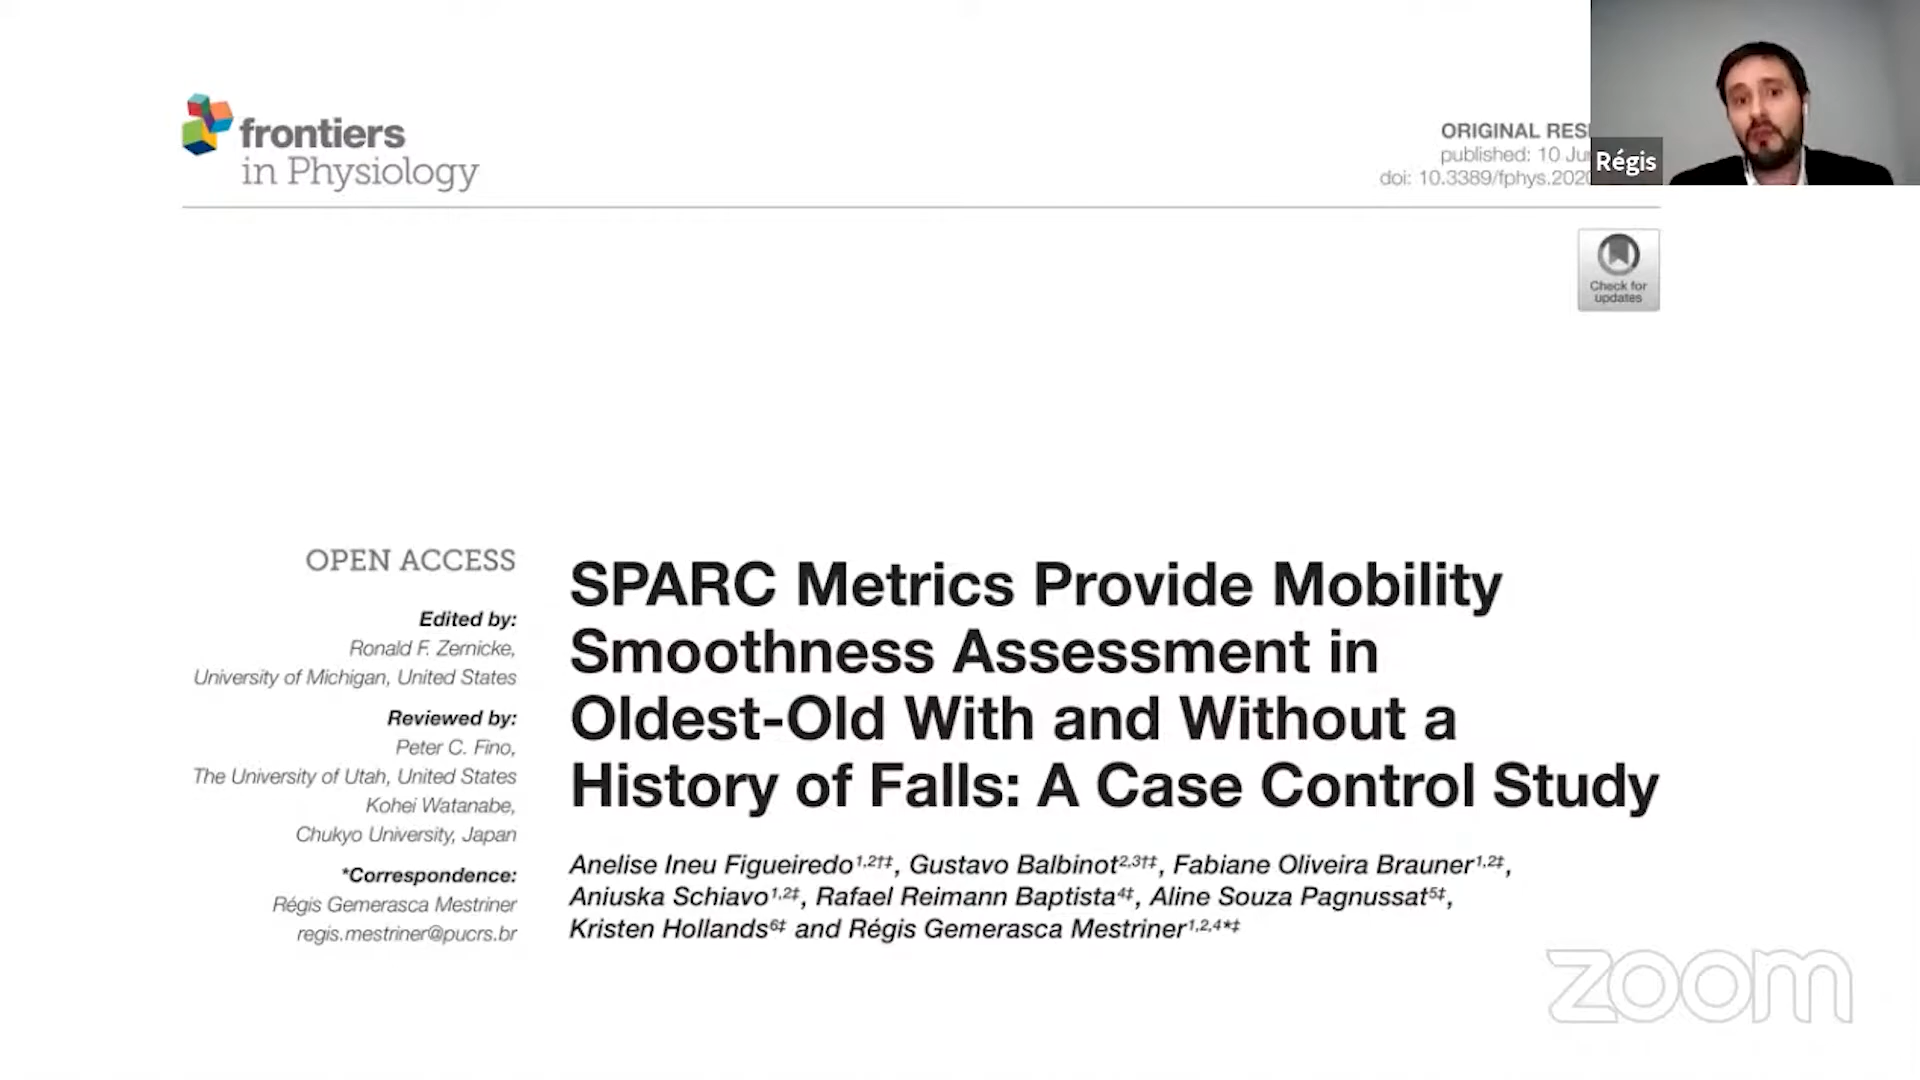 frontiers
in Physiology
ORIGINAL
published: 10
doi: 10.3389/fphys.2020
Régis
Check for
updates
OPEN ACCESS
Edited by:
Ronald F. Zernicke,
University of Michigan, United States
Reviewed by:
Peter C. Fino,
The University of Utah, United States
Kohei Watanabe,
Chukyo University, Japan
*Correspondence:
Régis Gemerasca Mestriner
regis.mestriner@pucrs.br
SPARC Metrics Provide Mobility
Smoothness Assessment in
Oldest-Old With and Without a
History of Falls: A Case Control Study
Anelise Ineu Figueiredo1,2†‡, Gustavo Balbinot2,3†‡, Fabiane Oliveira Brauner1,2‡,
Aniuska Schiavo1,2‡, Rafael Reimann Baptista4‡, Aline Souza Pagnussat5‡,
Kristen Hollands6‡ and Régis Gemerasca Mestriner1,2,4*‡
zoom